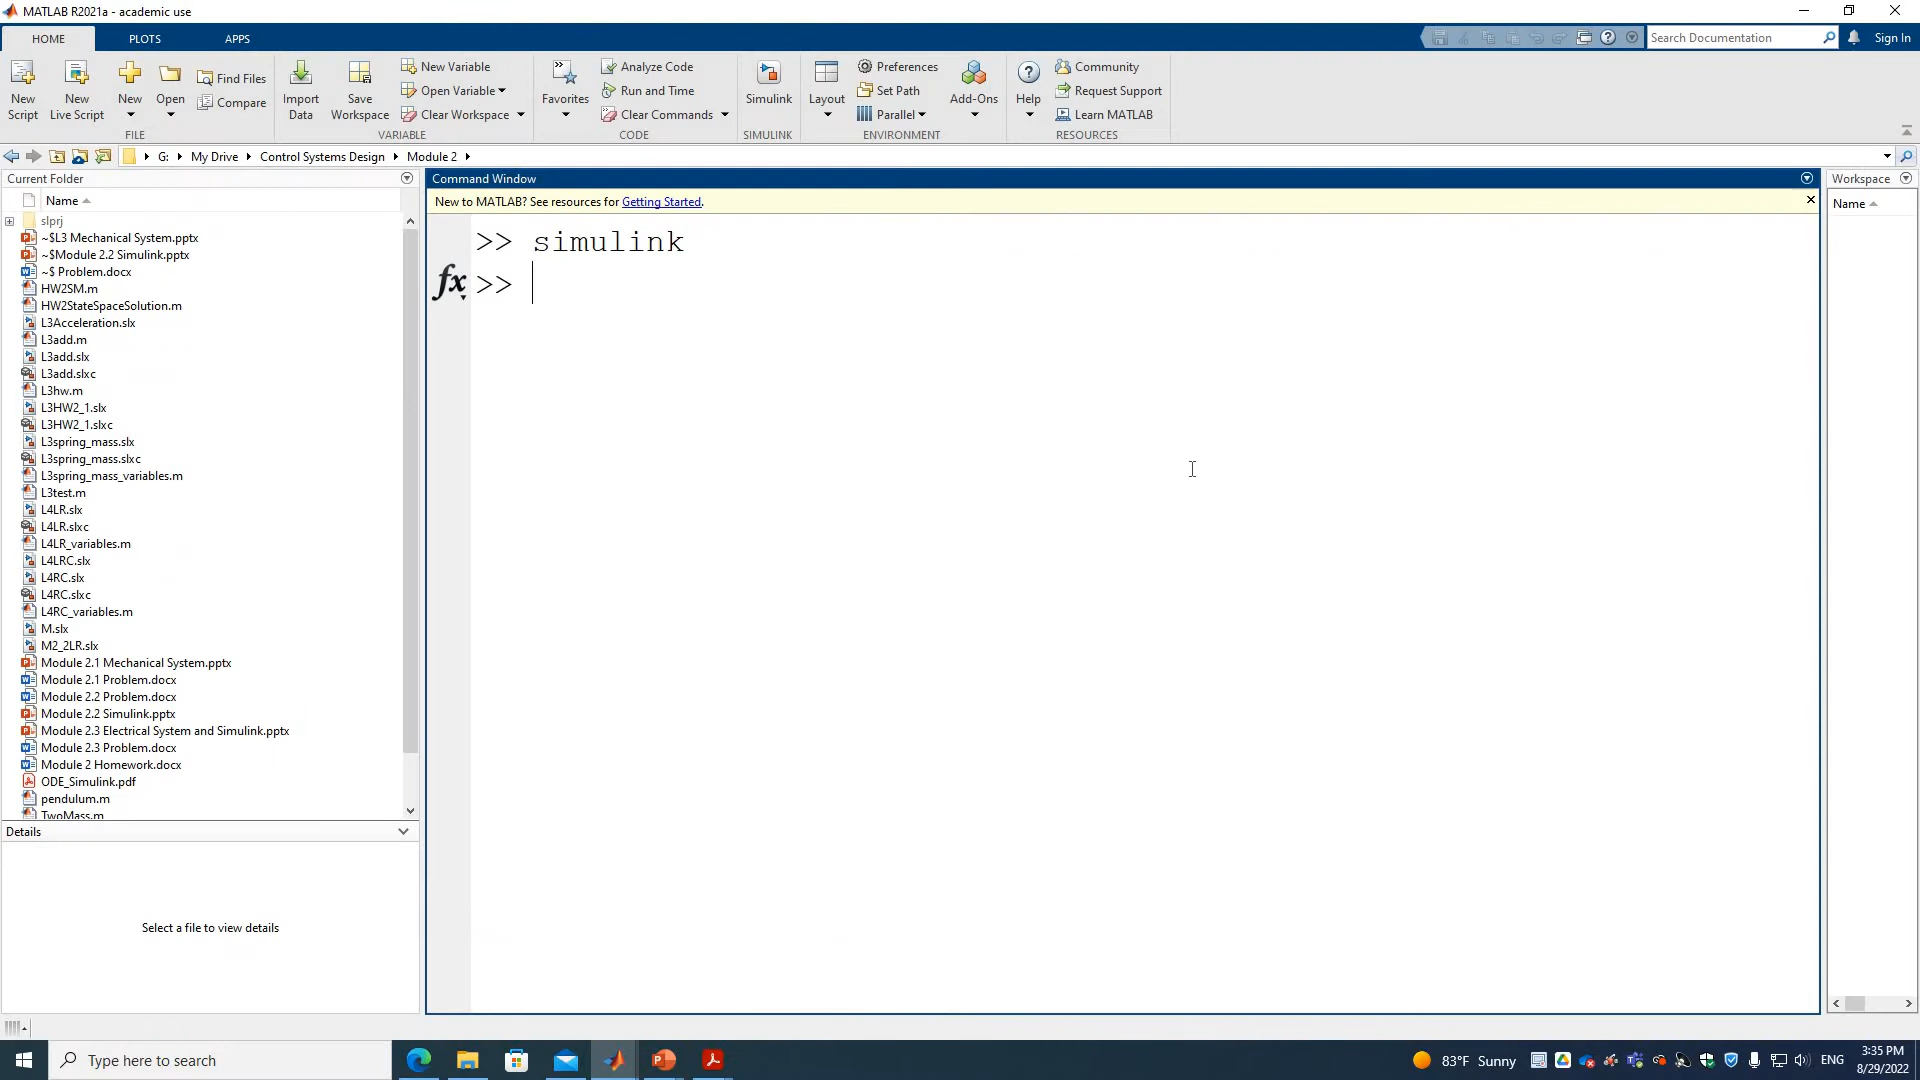 MATLAB R2021a - academic use
HOME PLOTS APPS
Search Documentation Sign In
New Script
New Live Script
New
Open
Find Files
Compare
FILE
Import Data
Save Workspace
New Variable
Open Variable
Clear Workspace
VARIABLE
Favorites
Analyze Code
Run and Time
Clear Commands
CODE
Simulink
SIMULINK
Layout
Preferences
Set Path
Parallel
ENVIRONMENT
Add-Ons
Help
Community
Request Support
Learn MATLAB
RESOURCES
G: My Drive Control Systems Design Module 2
Current Folder
Name
slprj
~$L3 Mechanical System.pptx
~$Module 2.2 Simulink.pptx
~$ Problem.docx
HW2SM.m
HW2StateSpaceSolution.m
L3Acceleration.slx
L3add.m
L3add.slx
L3add.slxc
L3hw.m
L3HW2_1.slx
L3HW2_1.slxc
L3spring_mass.slx
L3spring_mass.slxc
L3spring_mass_variables.m
L3test.m
L4LR.slx
L4LR.slxc
L4LR_variables.m
L4LRC.slx
L4RC.slx
L4RC.slxc
L4RC_variables.m
M.slx
M2_2LR.slx
Module 2.1 Mechanical System.pptx
Module 2.1 Problem.docx
Module 2.2 Problem.docx
Module 2.2 Simulink.pptx
Module 2.3 Electrical System and Simulink.pptx
Module 2.3 Problem.docx
Module 2 Homework.docx
ODE_Simulink.pdf
pendulum.m
TwoMass.m
Details
Select a file to view details
Command Window
New to MATLAB? See resources for Getting Started.
>> simulink
fx >>
Workspace
Name
Type here to search
83°F Sunny
ENG
3:35 PM
8/29/2022